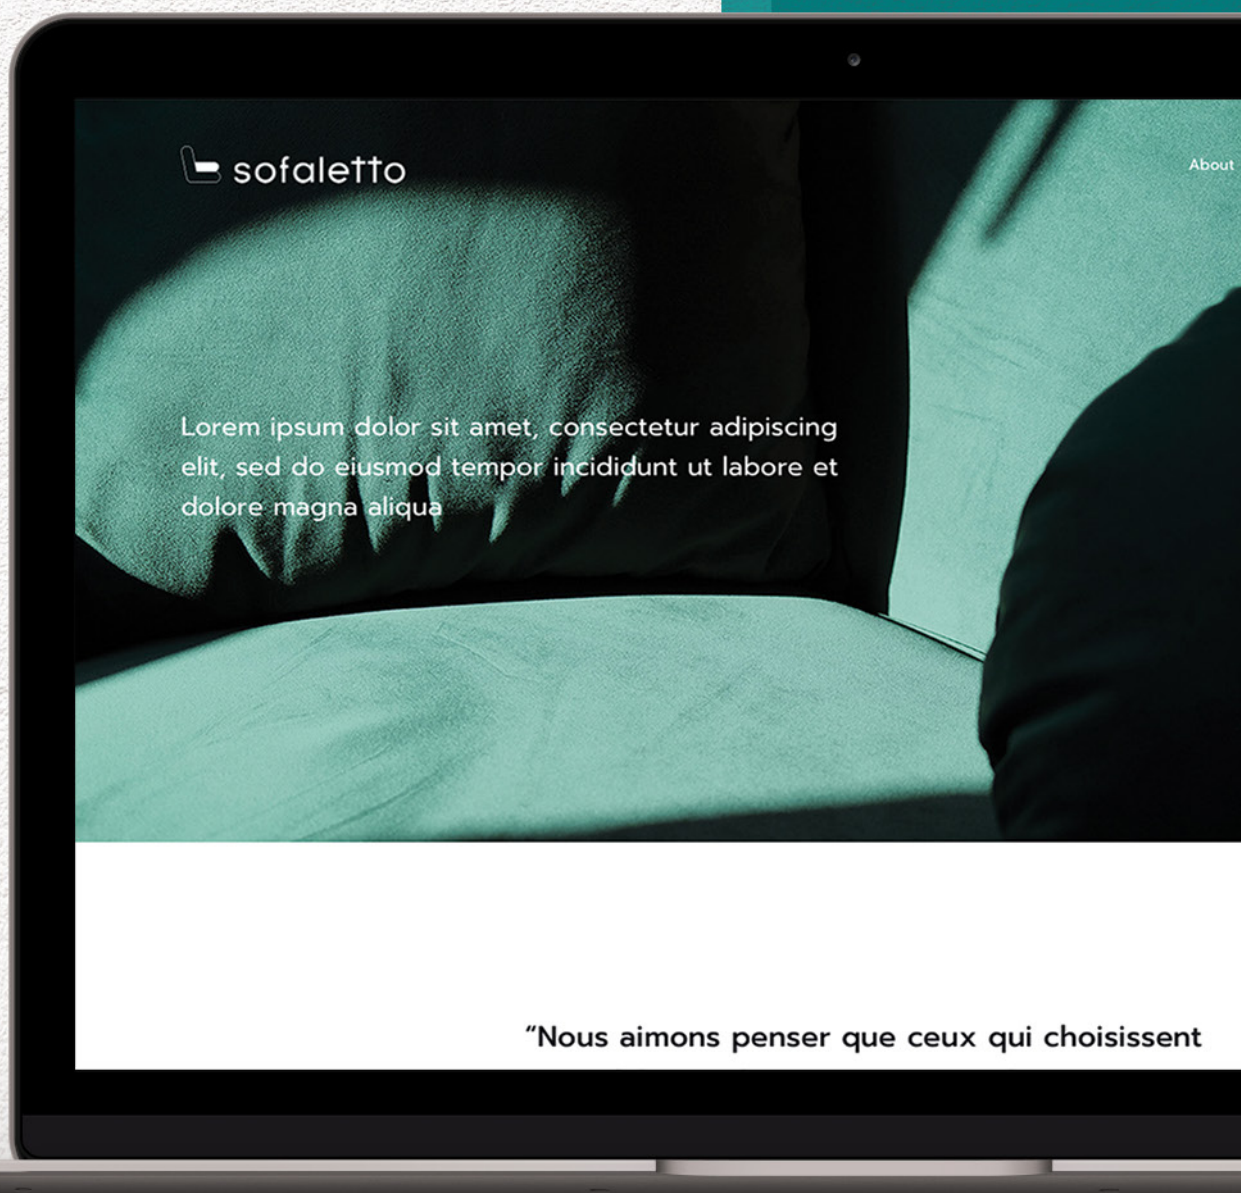 sofaletto
About
Lorem ipsum dolor sit amet, consectetur adipiscing
elit, sed do eiusmod tempor incididunt ut labore et
dolore magna aliqua
“Nous aimons penser que ceux qui choisissent